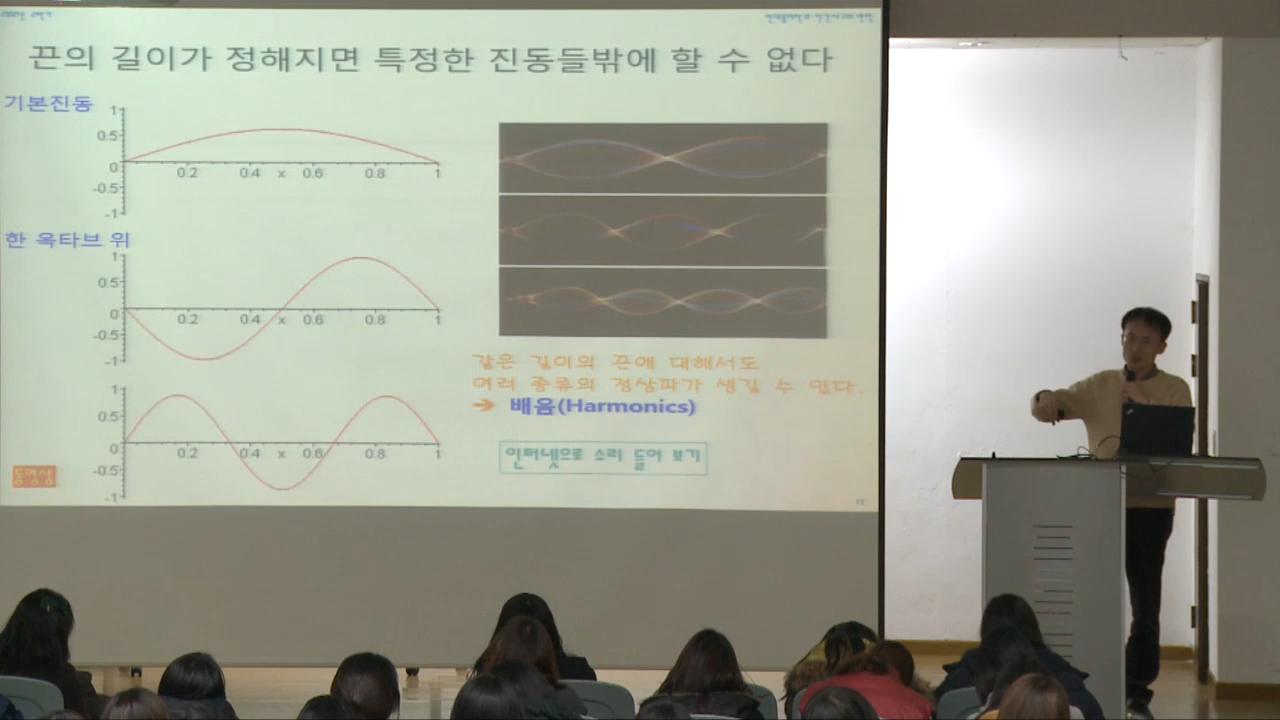 끈의 길이가 정해지면 특정한 진동들밖에 할 수 없다
기본진동
1
0.5
0
-0.5
-1
0.2 0.4 x 0.6 0.8 1
한 옥타브 위
1
0.5
0
-0.5
-1
0.2 0.4 x 0.6 0.8 1
1
0.5
0
-0.5
-1
0.2 0.4 x 0.6 0.8 1
동영상
같은 길이의 끈에 대해서도
여러 종류의 정상파가 생길 수 있다.
➔ 배음(Harmonics)
인터넷으로 소리 들어 보기